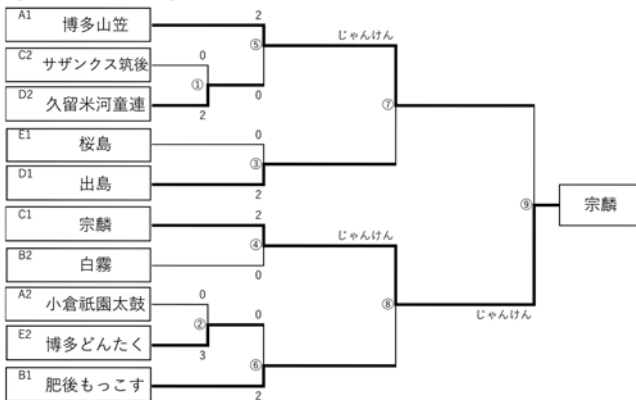 A1 博多山笠
2
⑤
じゃんけん
C2 サザンクス筑後
0
①
D2 久留米河童連
2
0
⑦
E1 桜島
0
③
D1 出島
2
⑨
宗麟
C1 宗麟
2
④
じゃんけん
B2 白霧
0
A2 小倉祇園太鼓
0
②
0
⑧
じゃんけん
E2 博多どんたく
3
⑥
B1 肥後もっこす
2